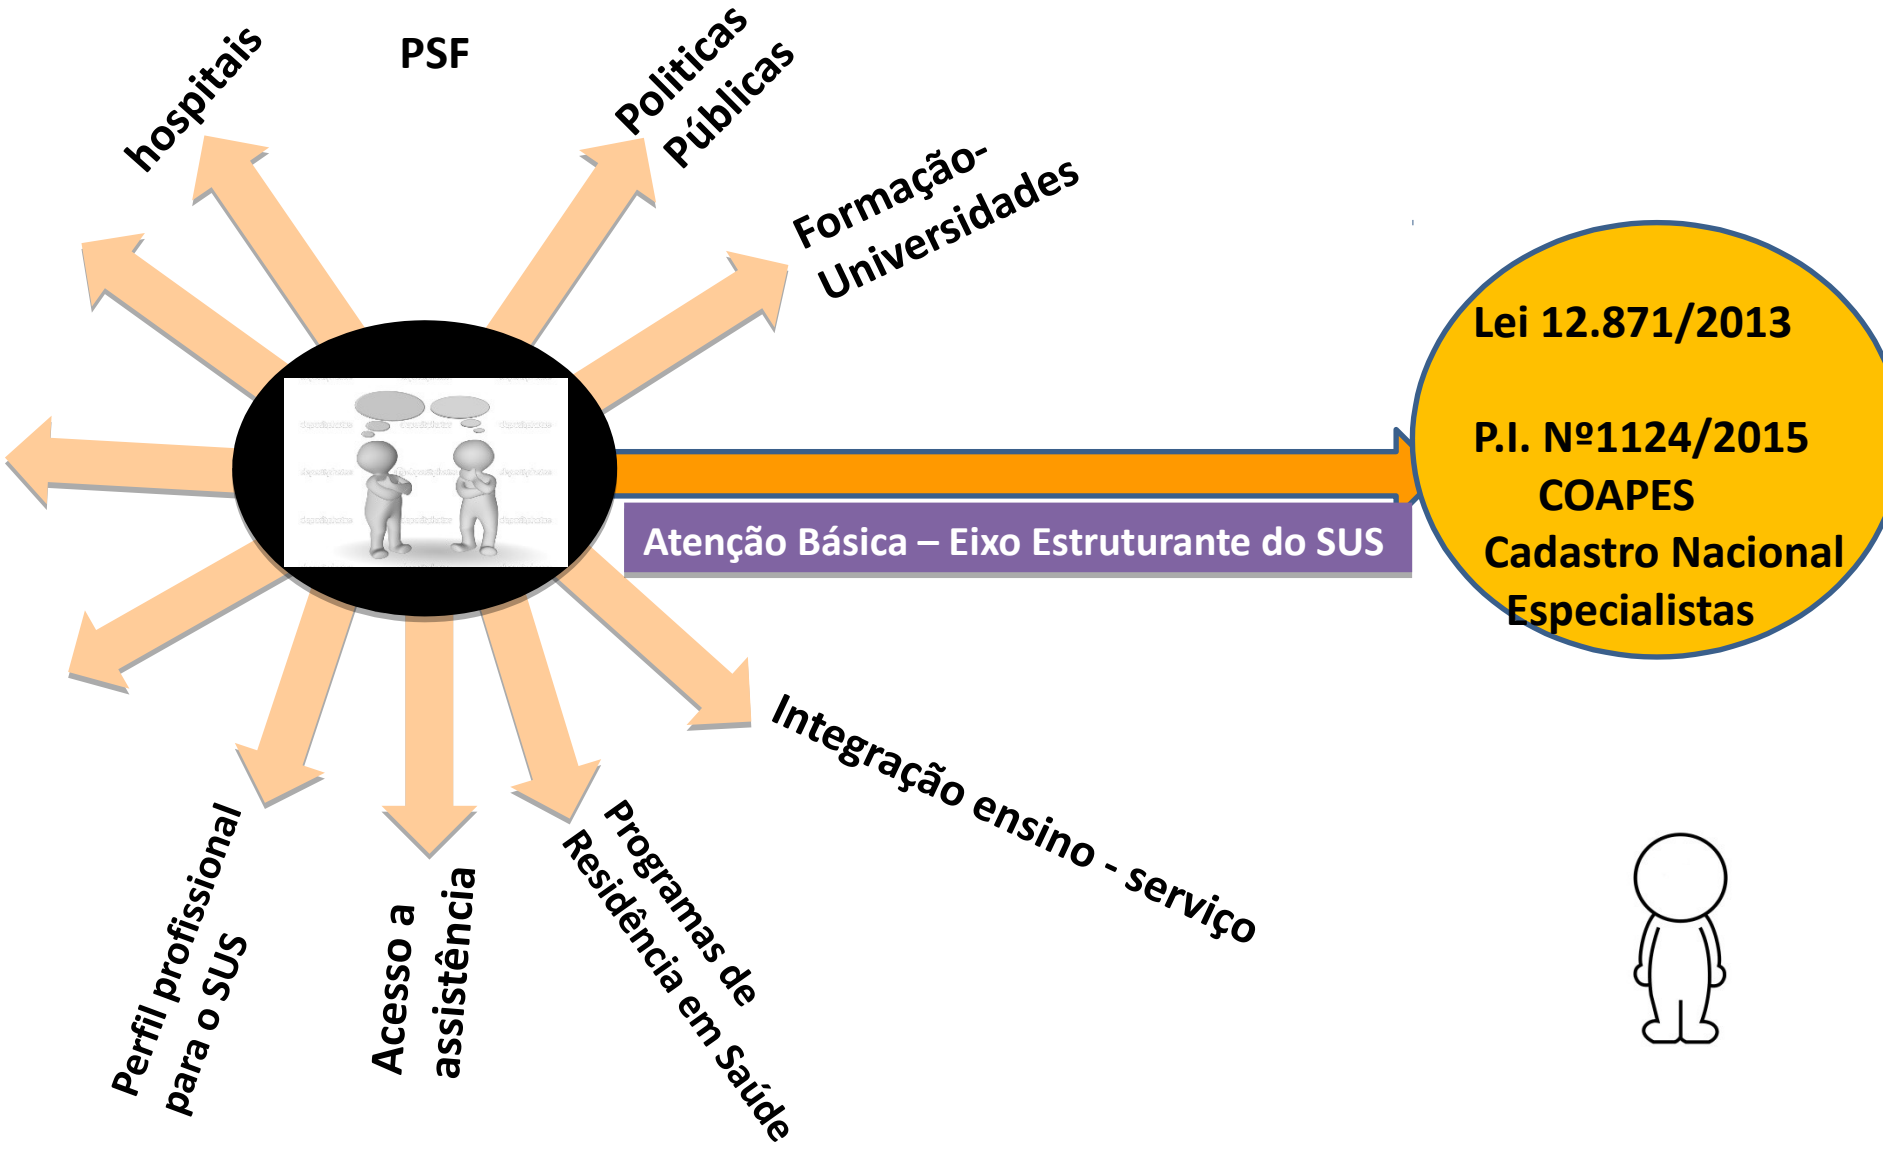 hospitais
PSF
Politicas
Públicas
Formação-
Universidades
Lei 12.871/2013
P.I. Nº1124/2015
COAPES
Cadastro Nacional
Especialistas
Atenção Básica – Eixo Estruturante do SUS
Integração ensino - serviço
Programas de
Residência em Saúde
Acesso a
assistência
Perfil profissional
para o SUS